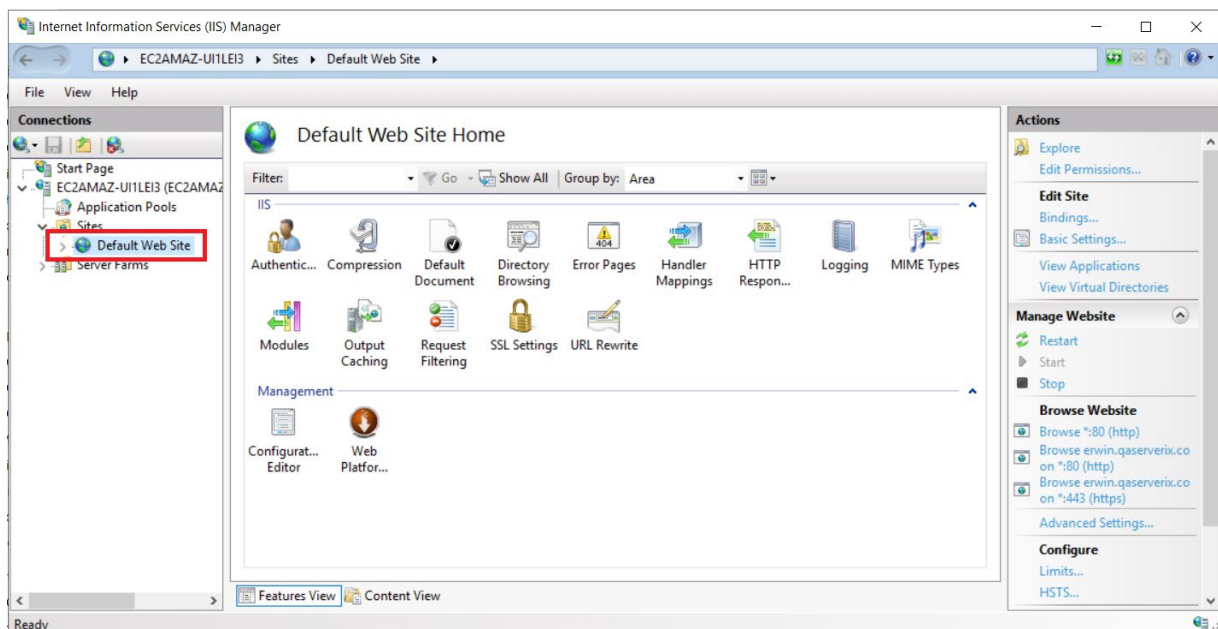 Internet Information Services (IIS) Manager
EC2AMAZ-UI1LEI3 Sites Default Web Site
File View Help
Connections
Start Page
EC2AMAZ-UI1LEI3 (EC2AMAZ
Application Pools
Sites
Default Web Site
Server Farms
Default Web Site Home
Filter: Go Show All Group by: Area
IIS
Authentic... Compression Default Document Directory Browsing Error Pages Handler Mappings HTTP Respon... Logging MIME Types
404
Modules Output Caching Request Filtering SSL Settings URL Rewrite
Management
Configurat... Editor Web Platfor...
Features View Content View
Actions
Explore
Edit Permissions...
Edit Site
Bindings...
Basic Settings...
View Applications
View Virtual Directories
Manage Website
Restart
Start
Stop
Browse Website
Browse *:80 (http)
Browse erwin.qaserverix.co
on *:80 (http)
Browse erwin.qaserverix.co
on *:443 (https)
Advanced Settings...
Configure
Limits...
HSTS...
Ready